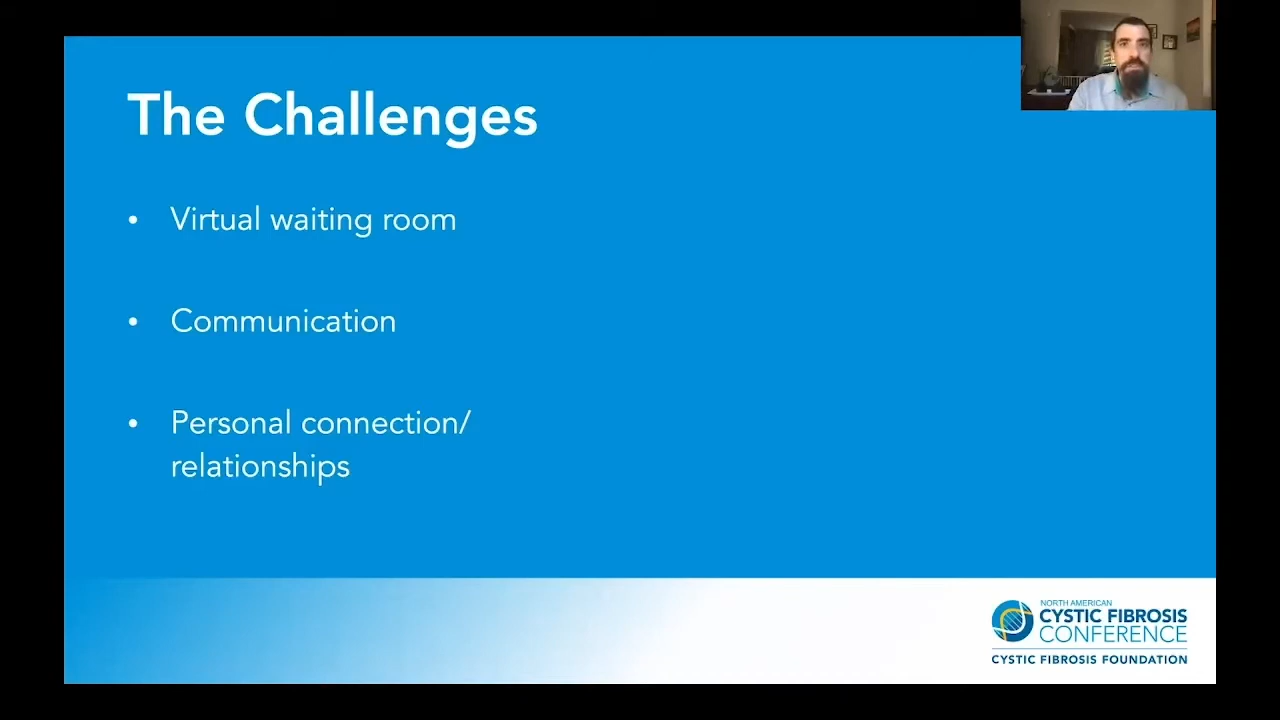 The Challenges
• Virtual waiting room
• Communication
• Personal connection/
relationships
NORTH AMERICAN
CYSTIC FIBROSIS
CONFERENCE
CYSTIC FIBROSIS FOUNDATION